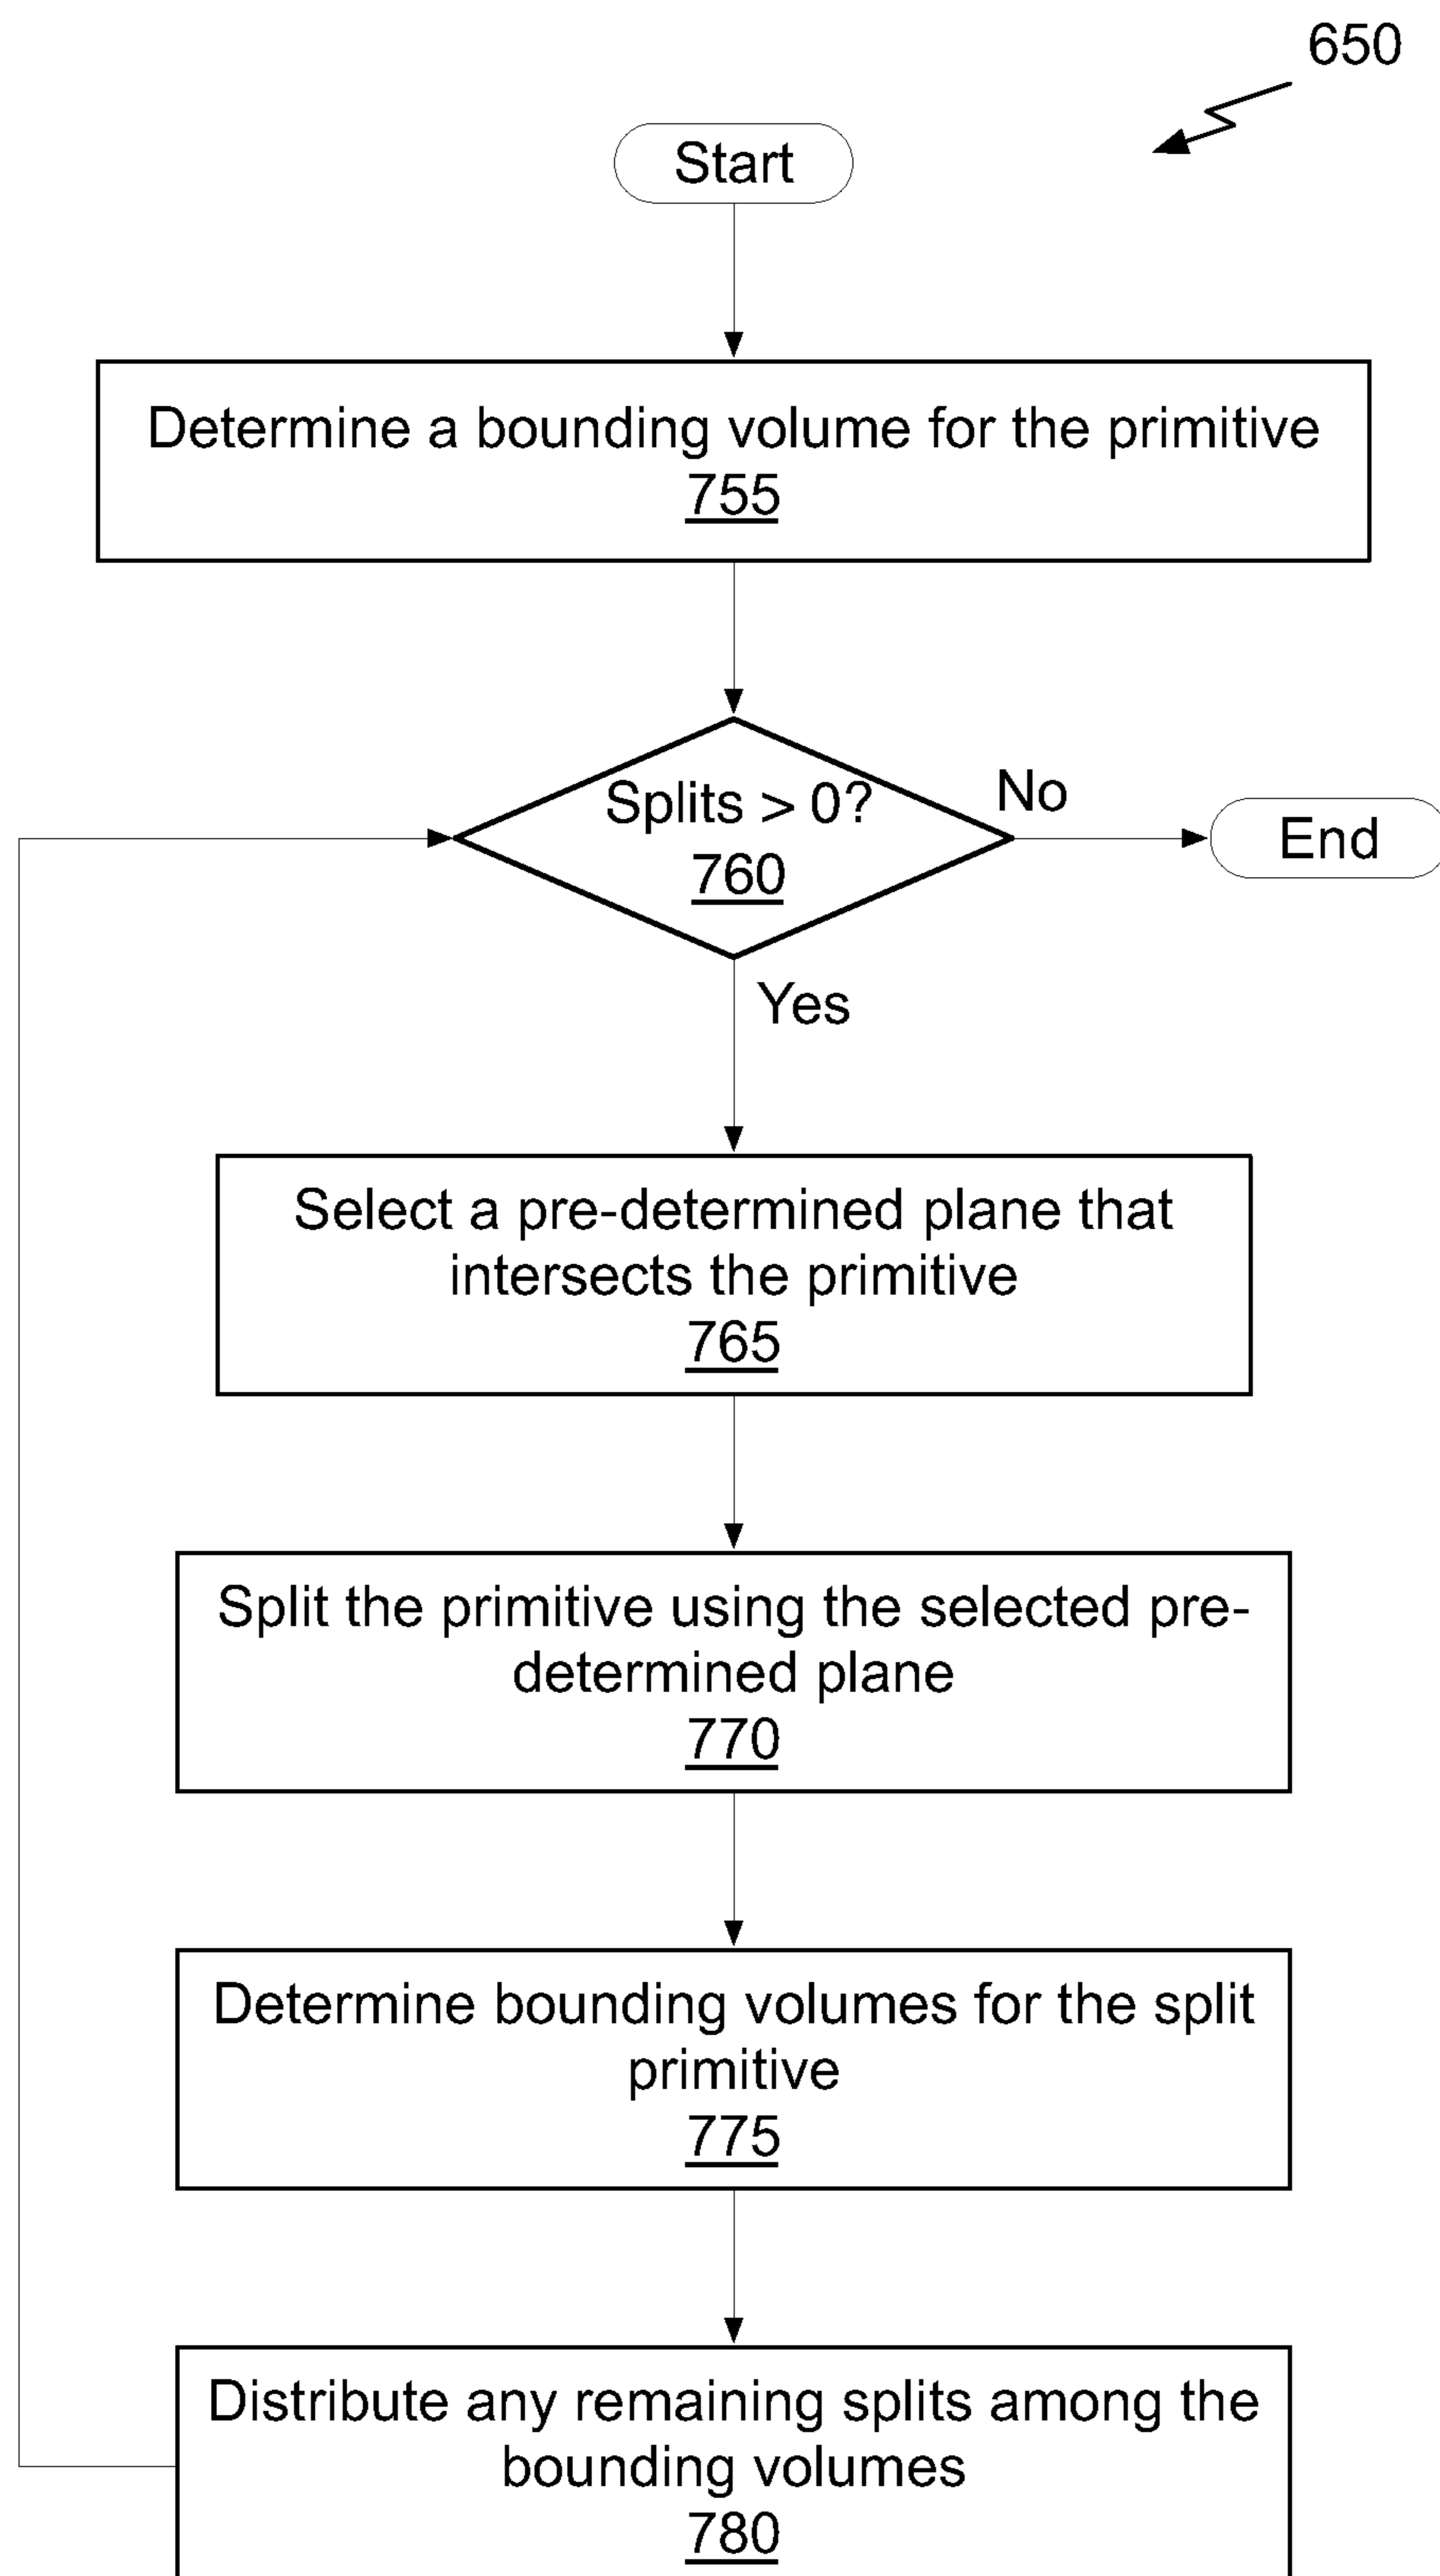 650
Start
Determine a bounding volume for the primitive
755
Splits > 0?
760
No
End
Yes
Select a pre-determined plane that
intersects the primitive
765
Split the primitive using the selected pre-
determined plane
770
Determine bounding volumes for the split
primitive
775
Distribute any remaining splits among the
bounding volumes
780